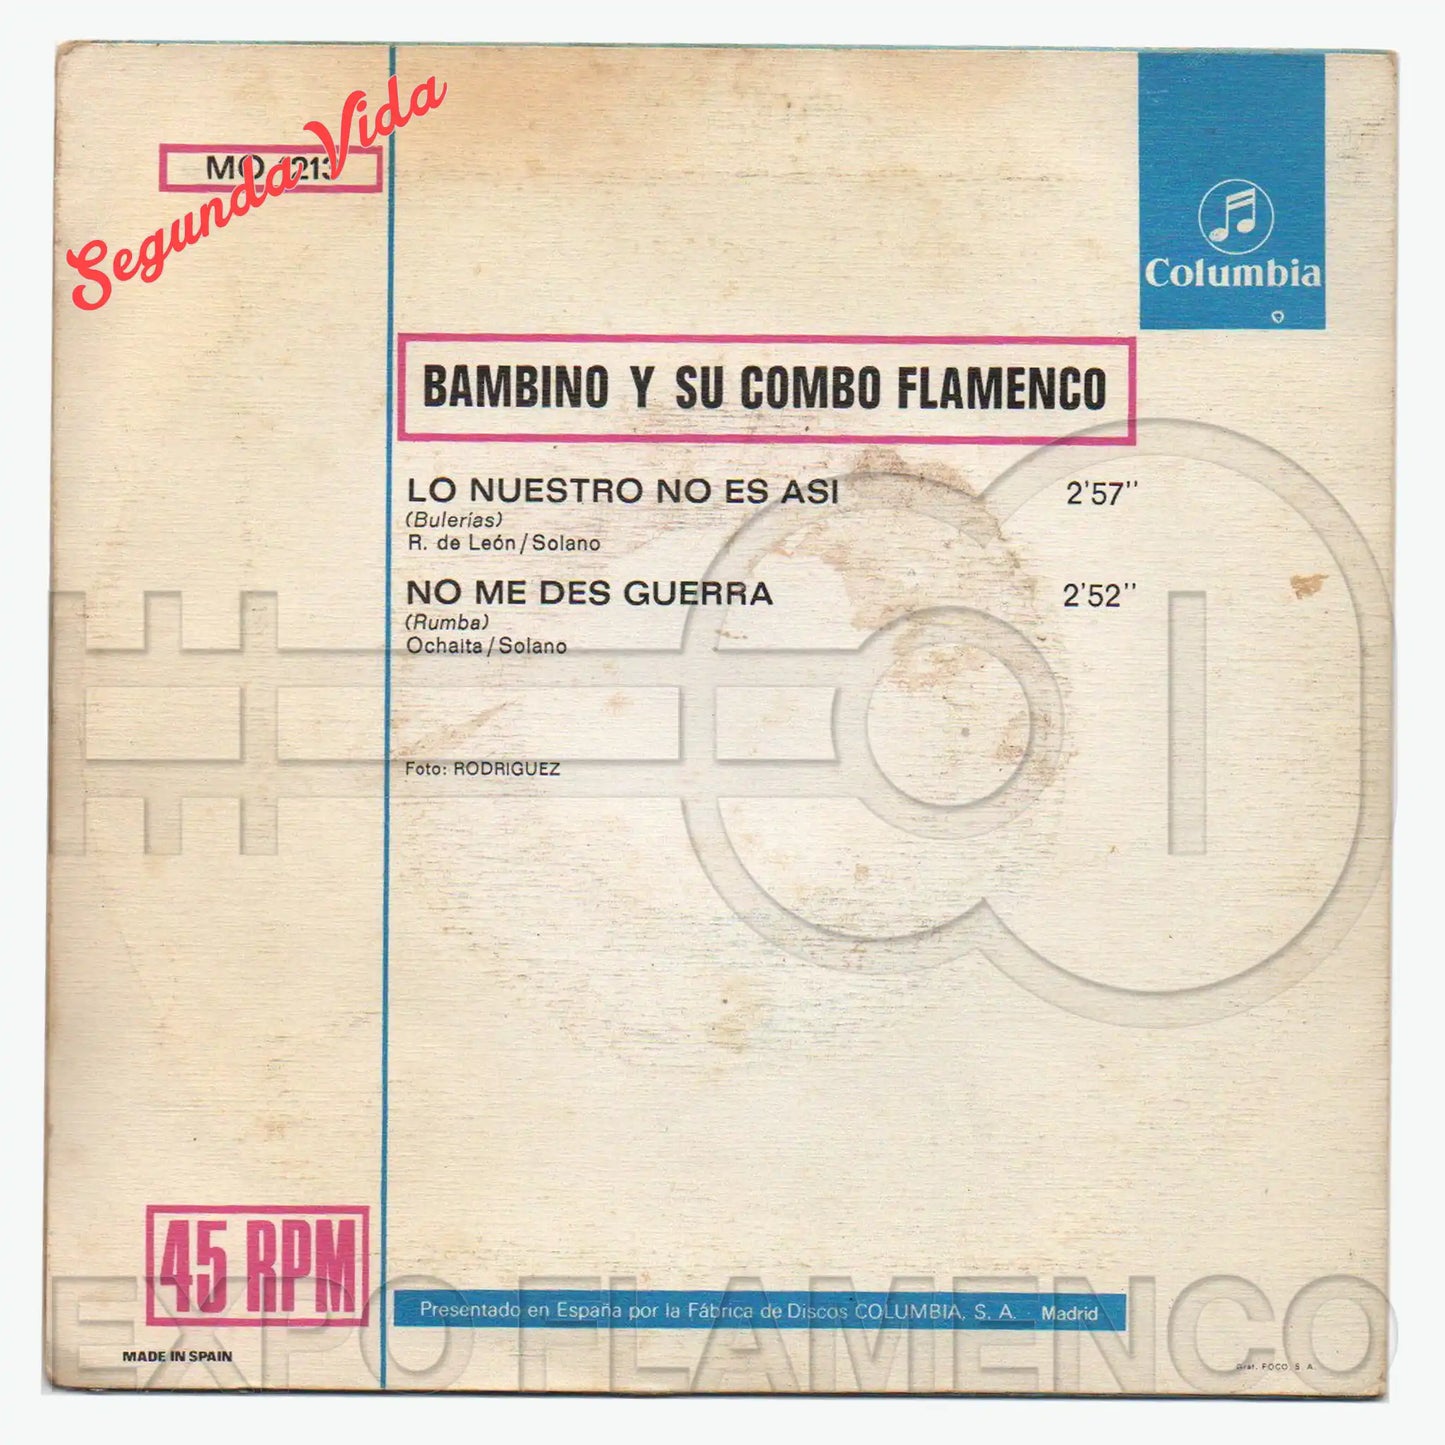 Segunda Vida
MO
Columbia
BAMBINO Y SU COMBO FLAMENCO
LO NUESTRO NO ES ASI 2'57''
(Bulerías)
R. de León/Solano
NO ME DES GUERRA 2'52''
(Rumba)
Ochaita/Solano
Foto: RODRIGUEZ
45 RPM
EXPO FLAMENCO
Presentado en España por la Fábrica de Discos COLUMBIA, S. A. - Madrid
MADE IN SPAIN
Graf. FOCO, S. A.